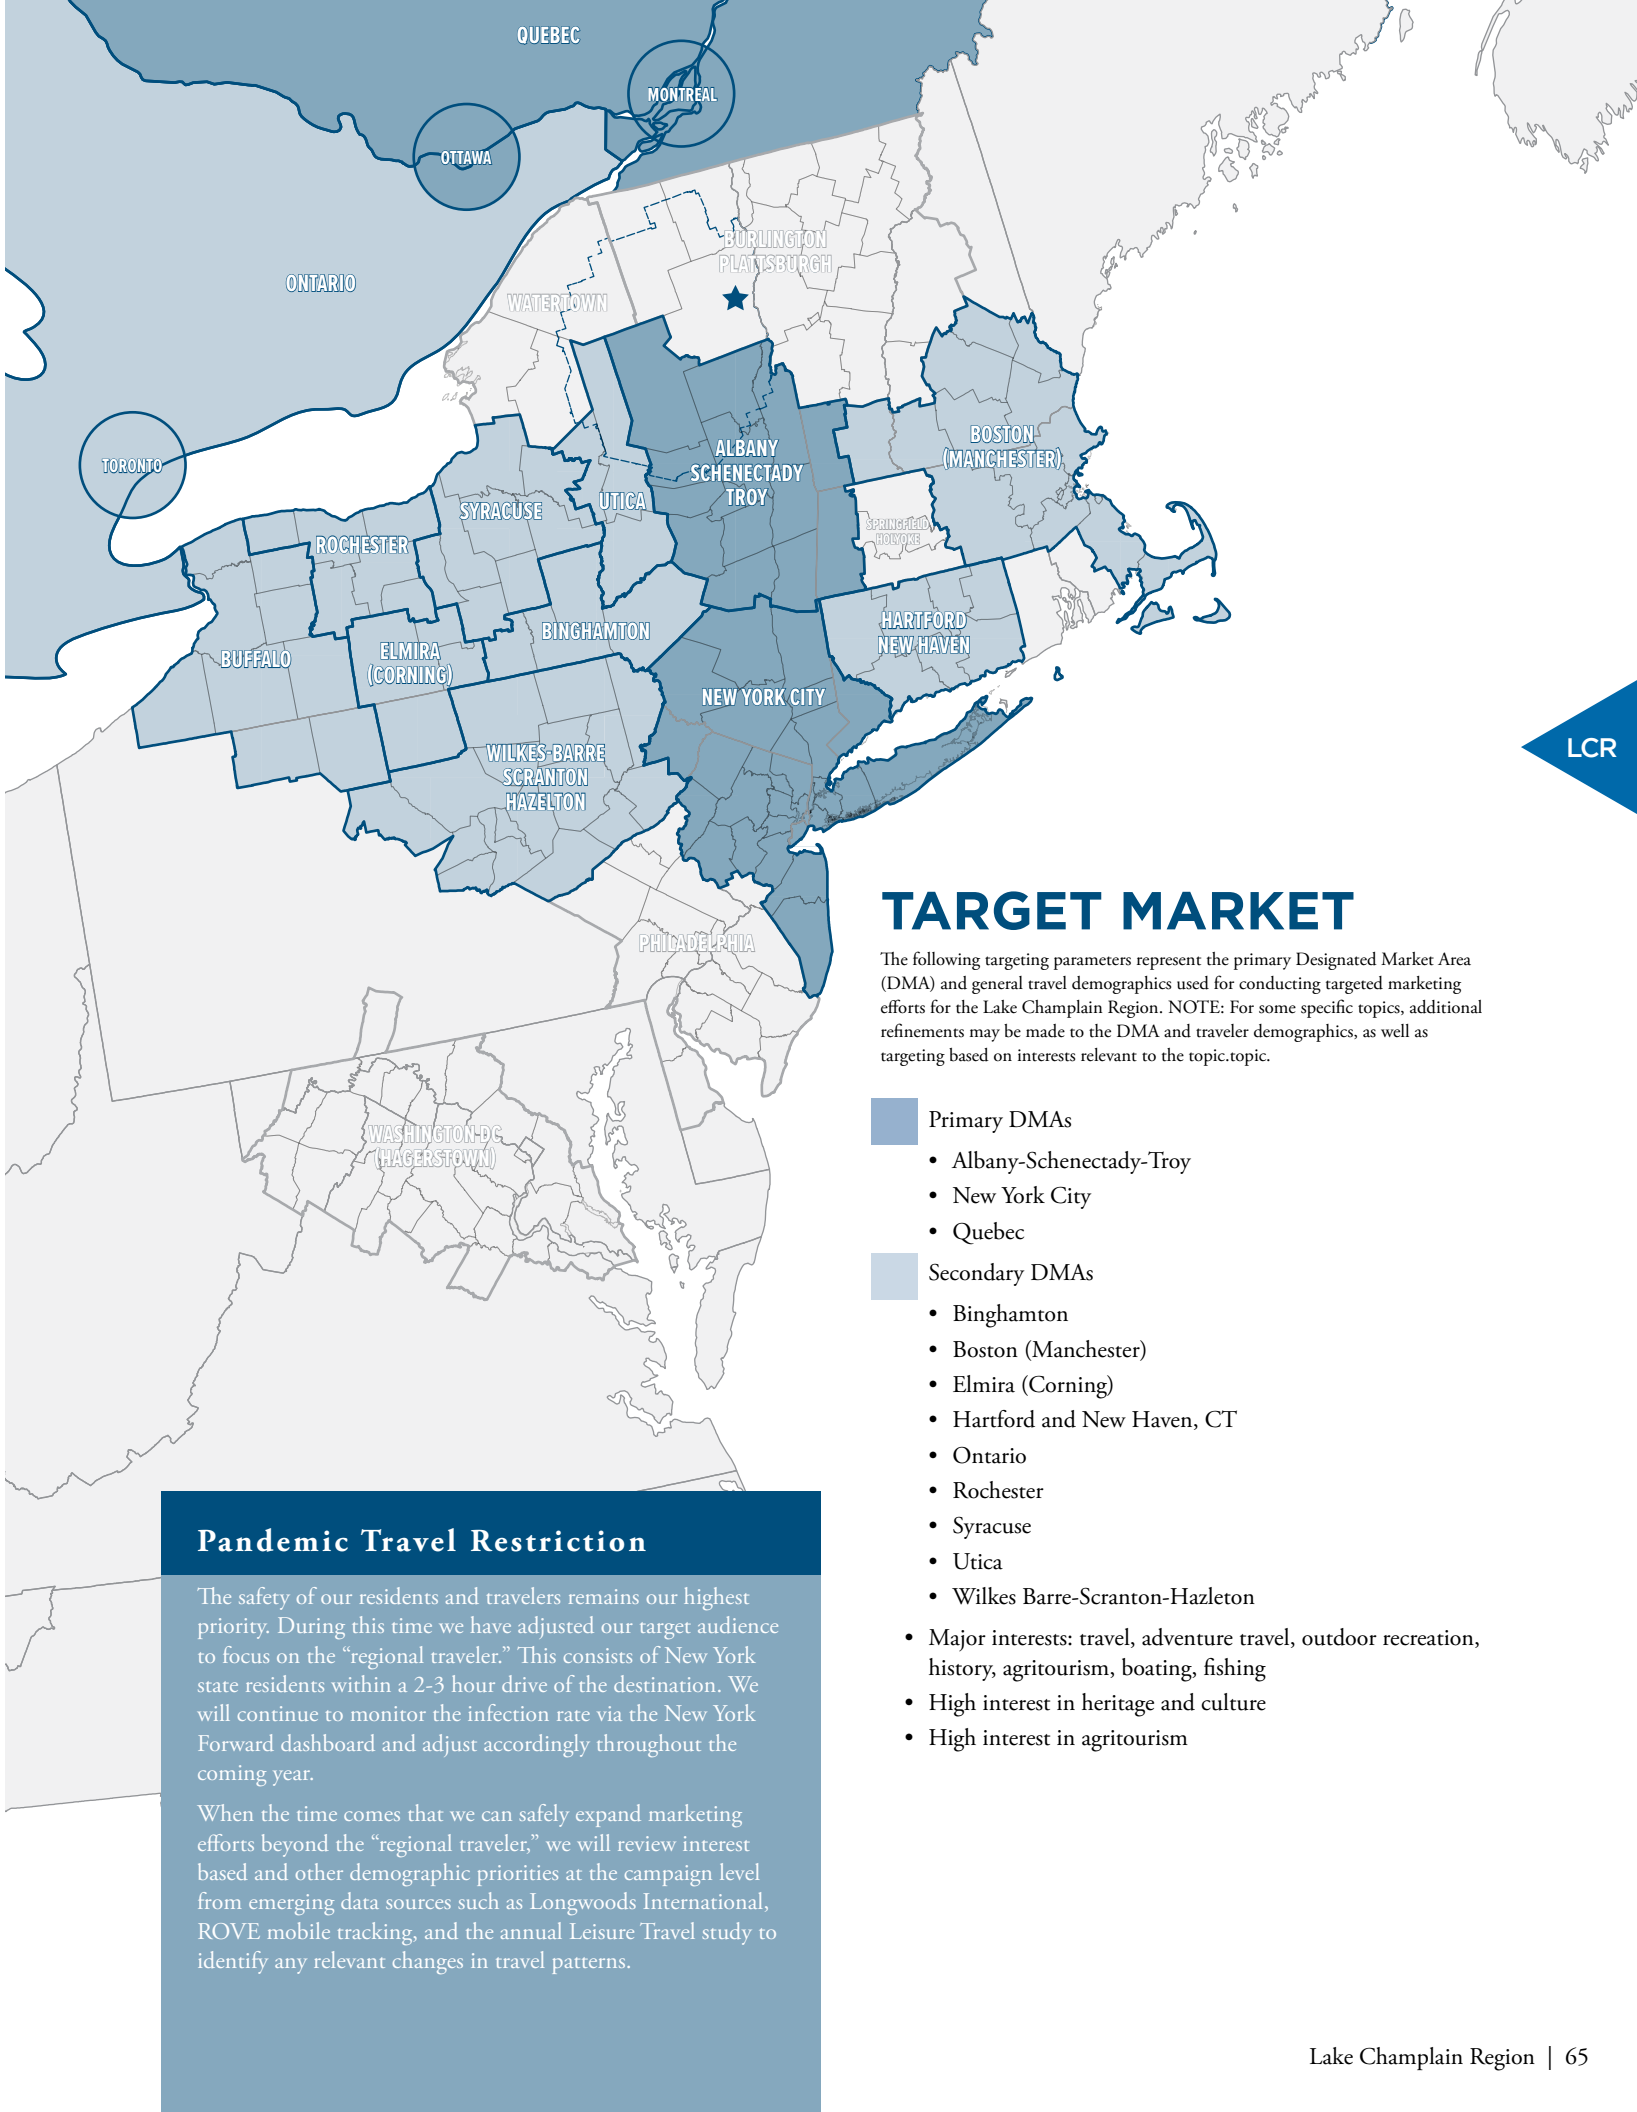 QUEBEC
MONTREAL
OTTAWA
BURLINGTON
PLATTSBURGH
ONTARIO
WATERTOWN
TORONTO
ALBANY
SCHENECTADY
TROY
BOSTON
(MANCHESTER)
SYRACUSE
UTICA
SPRINGFIELD
HOLYOKE
ROCHESTER
BINGHAMTON
HARTFORD
NEW HAVEN
BUFFALO
ELMIRA
(CORNING)
NEW YORK CITY
WILKES-BARRE
SCRANTON
HAZELTON
LCR
PHILADELPHIA
WASHINGTON DC
(HAGERSTOWN)
TARGET MARKET
The following targeting parameters represent the primary Designated Market Area
(DMA) and general travel demographics used for conducting targeted marketing
efforts for the Lake Champlain Region. NOTE: For some specific topics, additional
refinements may be made to the DMA and traveler demographics, as well as
targeting based on interests relevant to the topic.topic.
Primary DMAs
• Albany-Schenectady-Troy
• New York City
• Quebec
Secondary DMAs
• Binghamton
• Boston (Manchester)
• Elmira (Corning)
• Hartford and New Haven, CT
• Ontario
• Rochester
• Syracuse
• Utica
• Wilkes Barre-Scranton-Hazleton
• Major interests: travel, adventure travel, outdoor recreation,
history, agritourism, boating, fishing
• High interest in heritage and culture
• High interest in agritourism
Pandemic Travel Restriction
The safety of our residents and travelers remains our highest
priority. During this time we have adjusted our target audience
to focus on the “regional traveler.” This consists of New York
state residents within a 2-3 hour drive of the destination. We
will continue to monitor the infection rate via the New York
Forward dashboard and adjust accordingly throughout the
coming year.
When the time comes that we can safely expand marketing
efforts beyond the “regional traveler,” we will review interest
based and other demographic priorities at the campaign level
from emerging data sources such as Longwoods International,
ROVE mobile tracking, and the annual Leisure Travel study to
identify any relevant changes in travel patterns.
Lake Champlain Region | 65